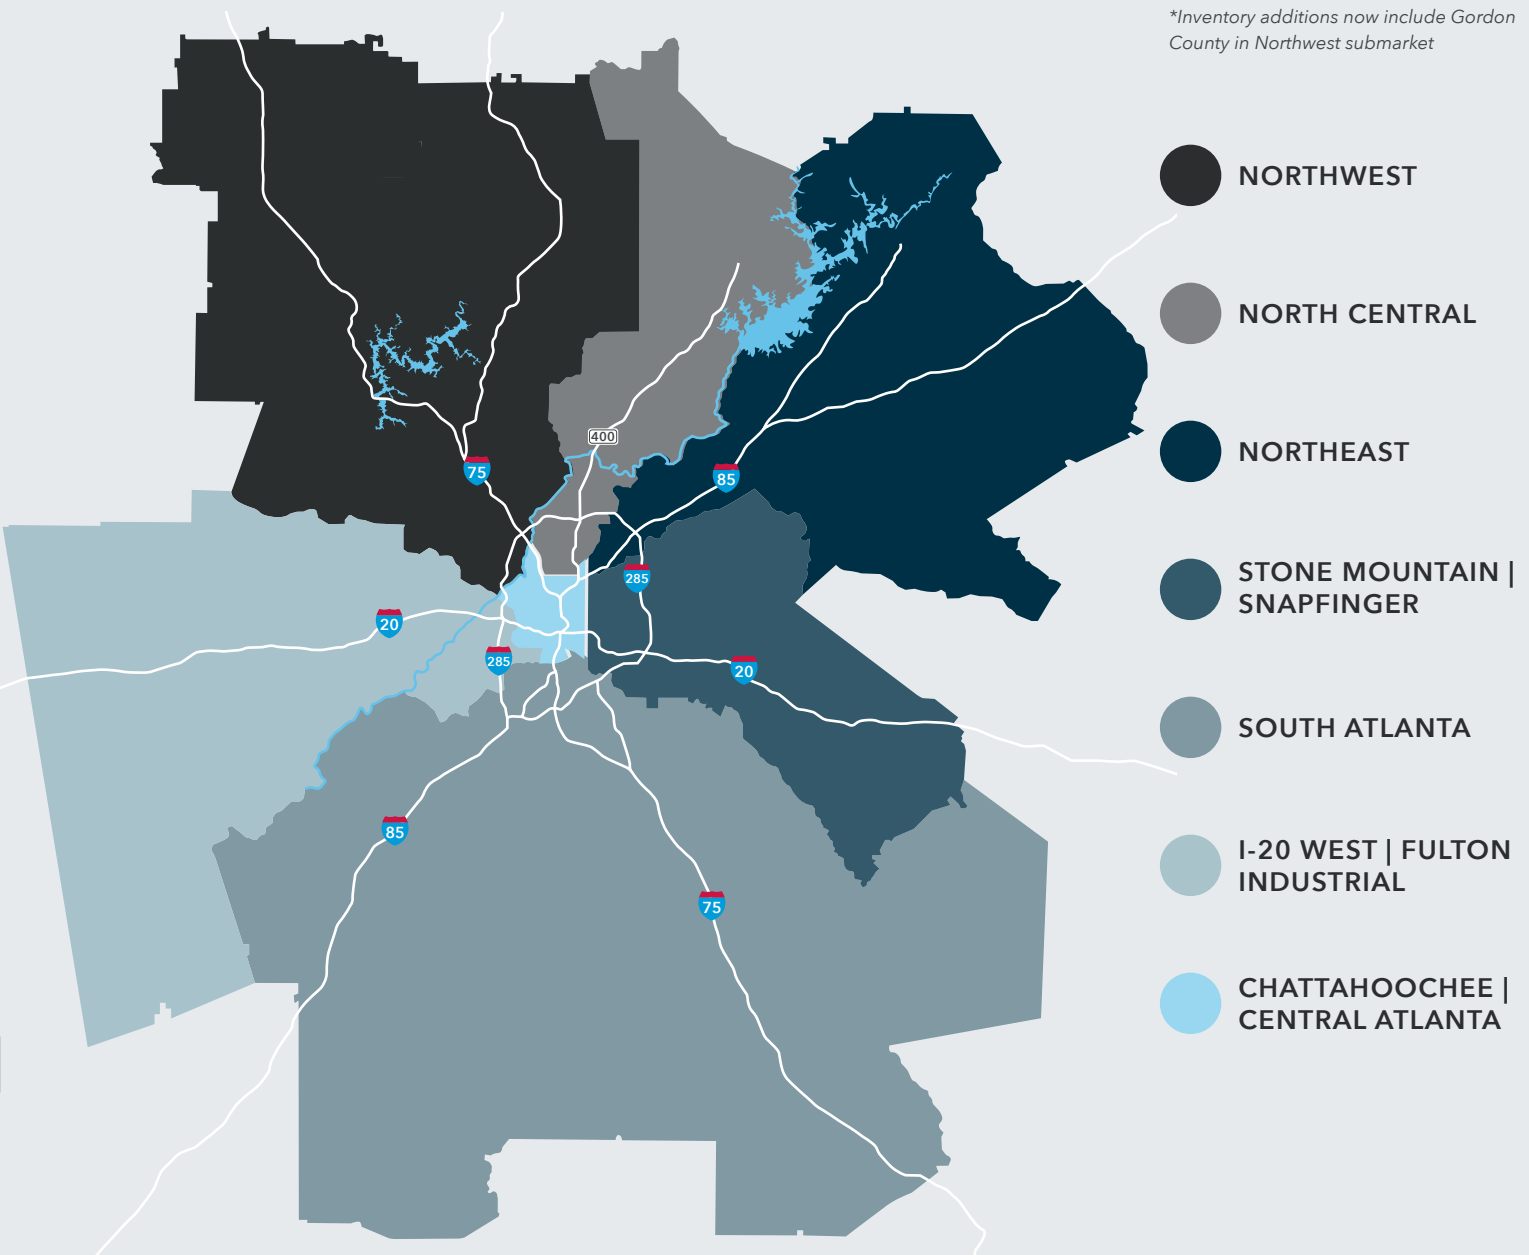 *Inventory additions now include Gordon
County in Northwest submarket
NORTHWEST
NORTH CENTRAL
NORTHEAST
STONE MOUNTAIN |
SNAPFINGER
SOUTH ATLANTA
I-20 WEST | FULTON
INDUSTRIAL
CHATTAHOOCHEE |
CENTRAL ATLANTA
400
75
85
285
20
285
20
85
75